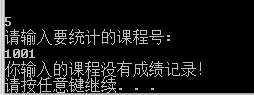 5
请输入要统计的课程号：
1001
你输入的课程没有成绩记录！
请按任意键继续. . .